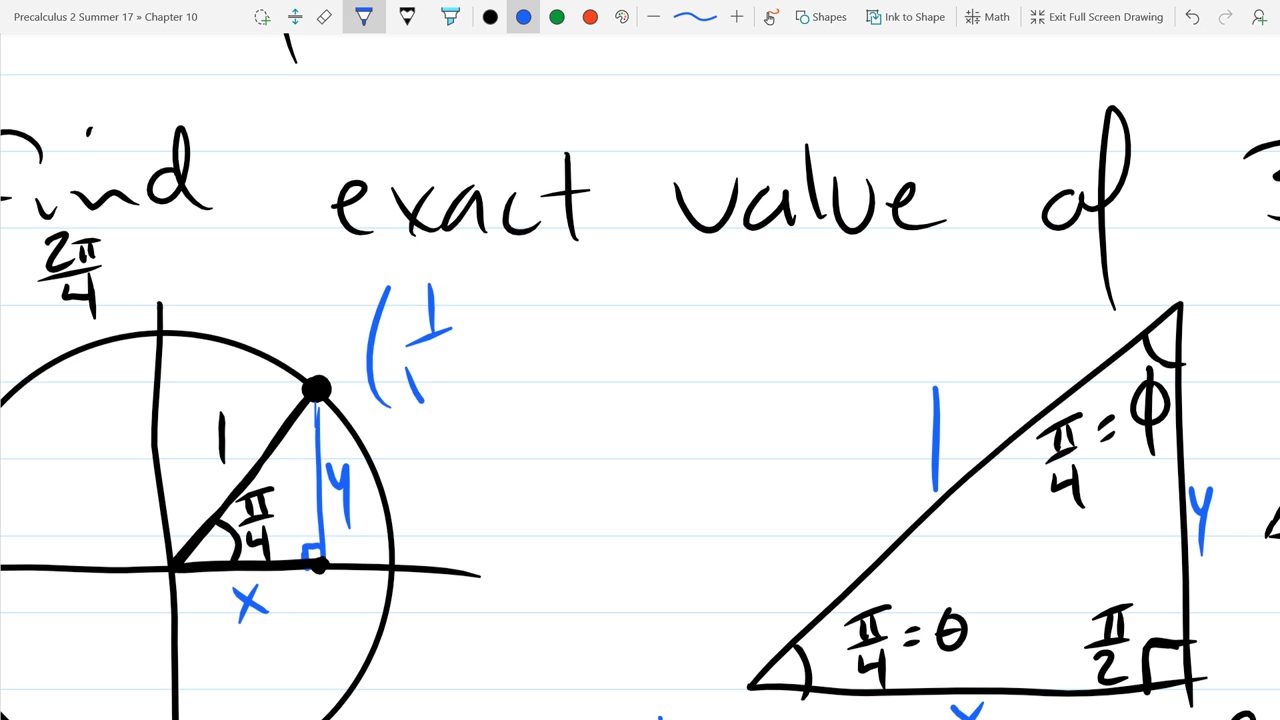 Precalculus 2 Summer 17 » Chapter 10
Shapes
Ink to Shape
Math
Exit Full Screen Drawing
Find exact value of
2π/4
(1/
1
π/4
y
x
1
π/4 = φ
y
π/4 = θ
π/2
x